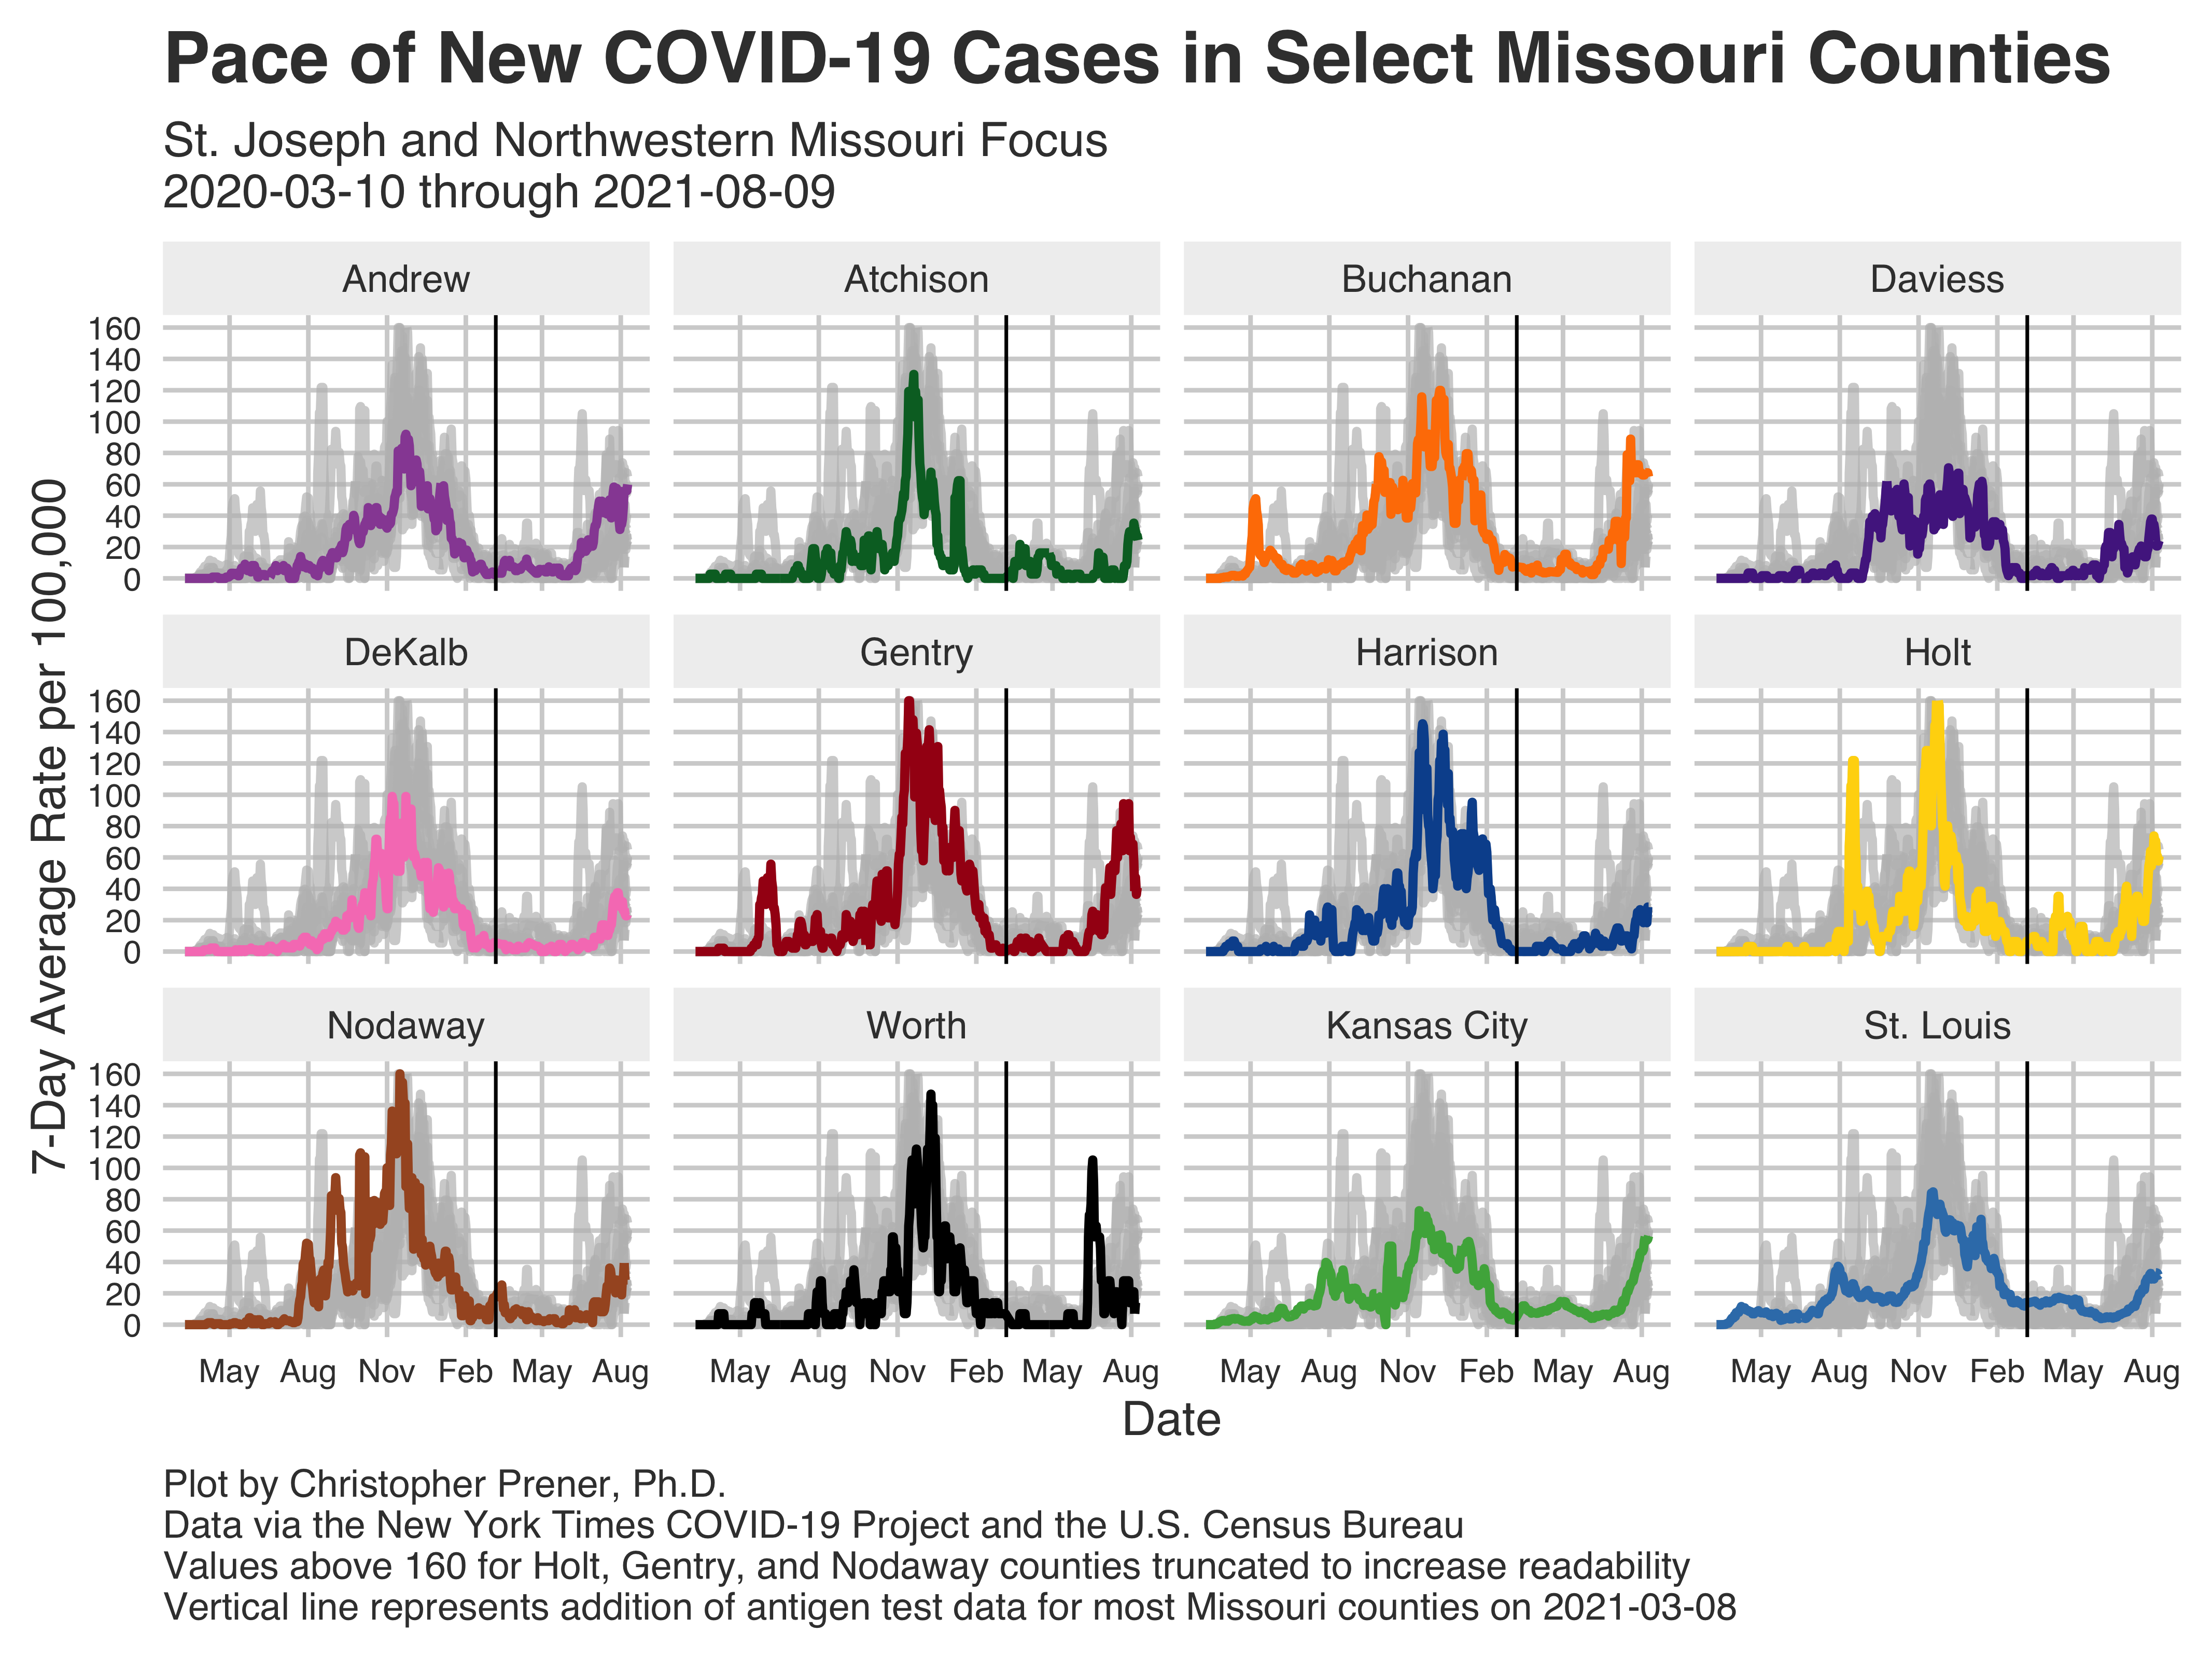 Pace of New COVID-19 Cases in Select Missouri Counties
St. Joseph and Northwestern Missouri Focus
2020-03-10 through 2021-08-09
Andrew
Atchison
Buchanan
Daviess
160
140
120
100
80
60
40
20
0
DeKalb
Gentry
Harrison
Holt
160
140
120
100
80
60
40
20
0
Nodaway
Worth
Kansas City
St. Louis
160
140
120
100
80
60
40
20
0
7-Day Average Rate per 100,000
May Aug Nov Feb May Aug
May Aug Nov Feb May Aug
May Aug Nov Feb May Aug
May Aug Nov Feb May Aug
Date
Plot by Christopher Prener, Ph.D.
Data via the New York Times COVID-19 Project and the U.S. Census Bureau
Values above 160 for Holt, Gentry, and Nodaway counties truncated to increase readability
Vertical line represents addition of antigen test data for most Missouri counties on 2021-03-08